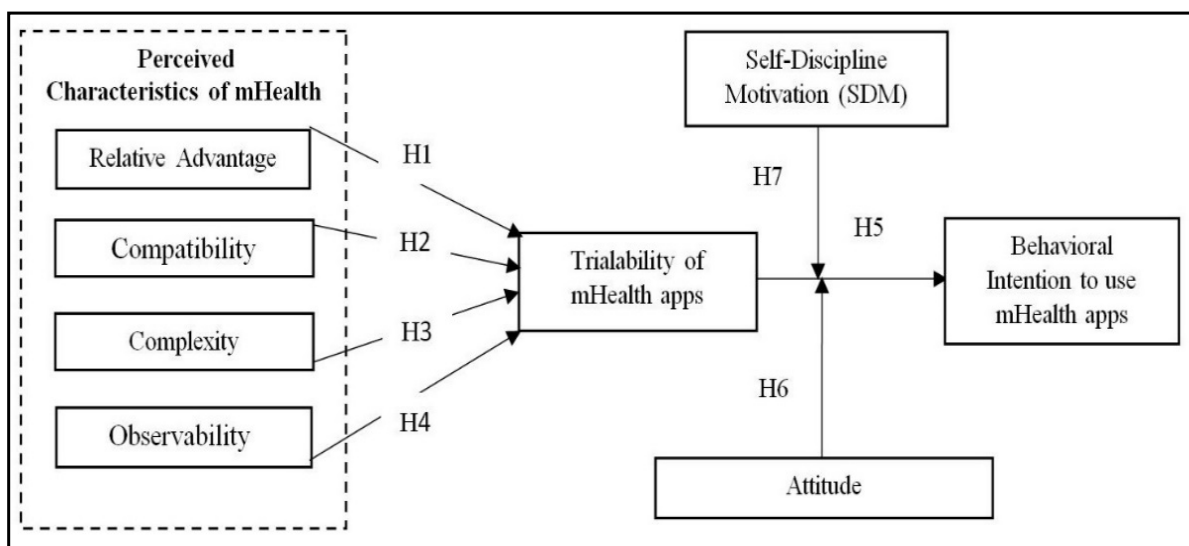 Perceived
Characteristics of mHealth
Relative Advantage
Compatibility
Complexity
Observability
H1
H2
H3
H4
Trialability of
mHealth apps
Self-Discipline
Motivation (SDM)
H7
H5
H6
Attitude
Behavioral
Intention to use
mHealth apps